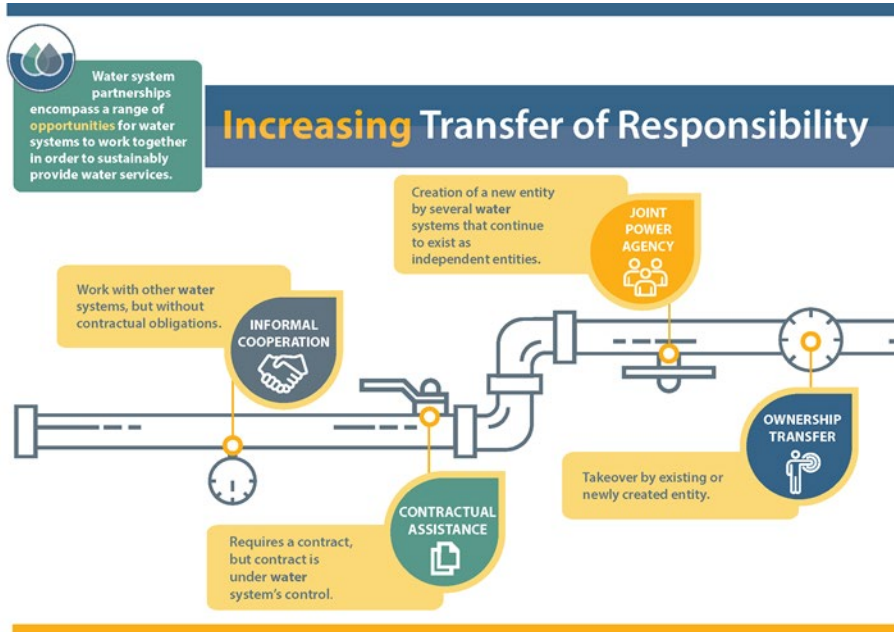 Water system
partnerships
encompass a range of
opportunities for water
systems to work together
in order to sustainably
provide water services.
Increasing Transfer of Responsibility
Creation of a new entity
by several water
systems that continue
to exist as
independent entities.
JOINT
POWER
AGENCY
Work with other water
systems, but without
contractual obligations.
INFORMAL
COOPERATION
OWNERSHIP
TRANSFER
Takeover by existing or
newly created entity.
CONTRACTUAL
ASSISTANCE
Requires a contract,
but contract is
under water
system's control.